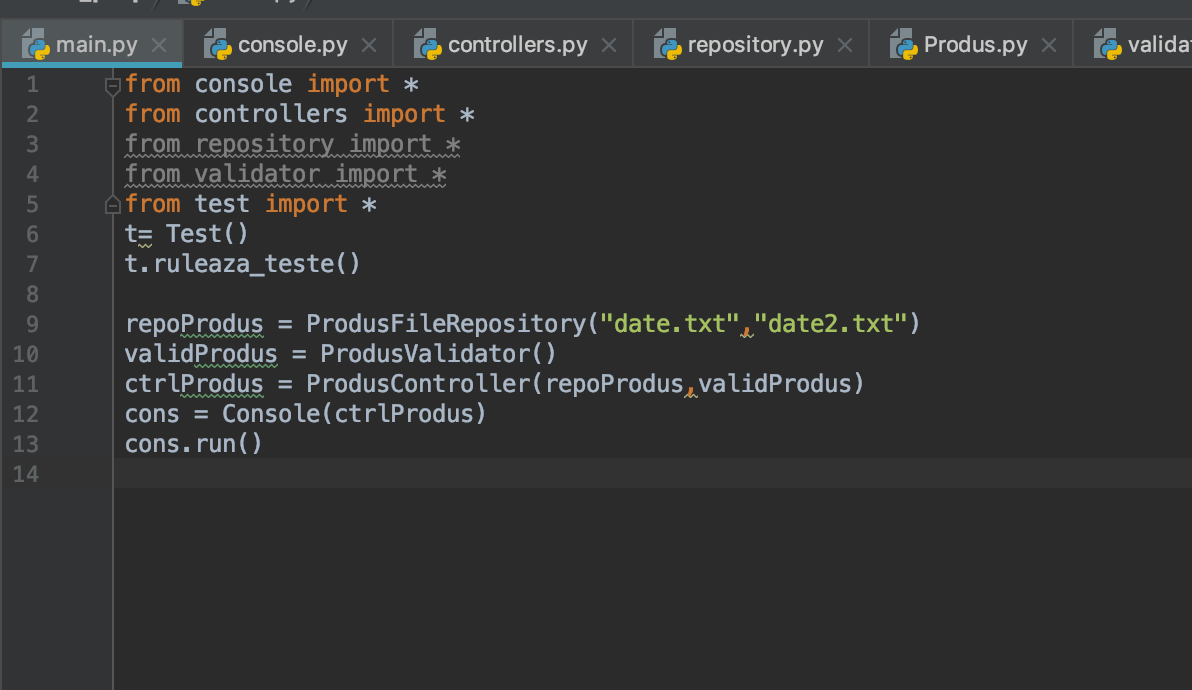 main.py console.py controllers.py repository.py Produs.py
1 from console import *
2 from controllers import *
3 from repository import *
4 from validator import *
5 from test import *
6 t= Test()
7 t.ruleaza_teste()
8
9 repoProdus = ProdusFileRepository("date.txt","date2.txt")
10 validProdus = ProdusValidator()
11 ctrlProdus = ProdusController(repoProdus,validProdus)
12 cons = Console(ctrlProdus)
13 cons.run()
14